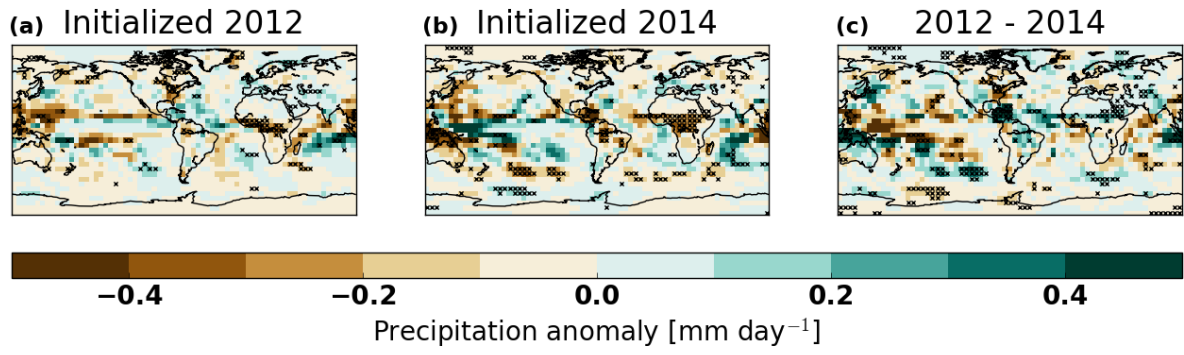 (a) Initialized 2012
(b) Initialized 2014
(c) 2012 - 2014
−0.4 −0.2 0.0 0.2 0.4
Precipitation anomaly [mm day⁻¹]